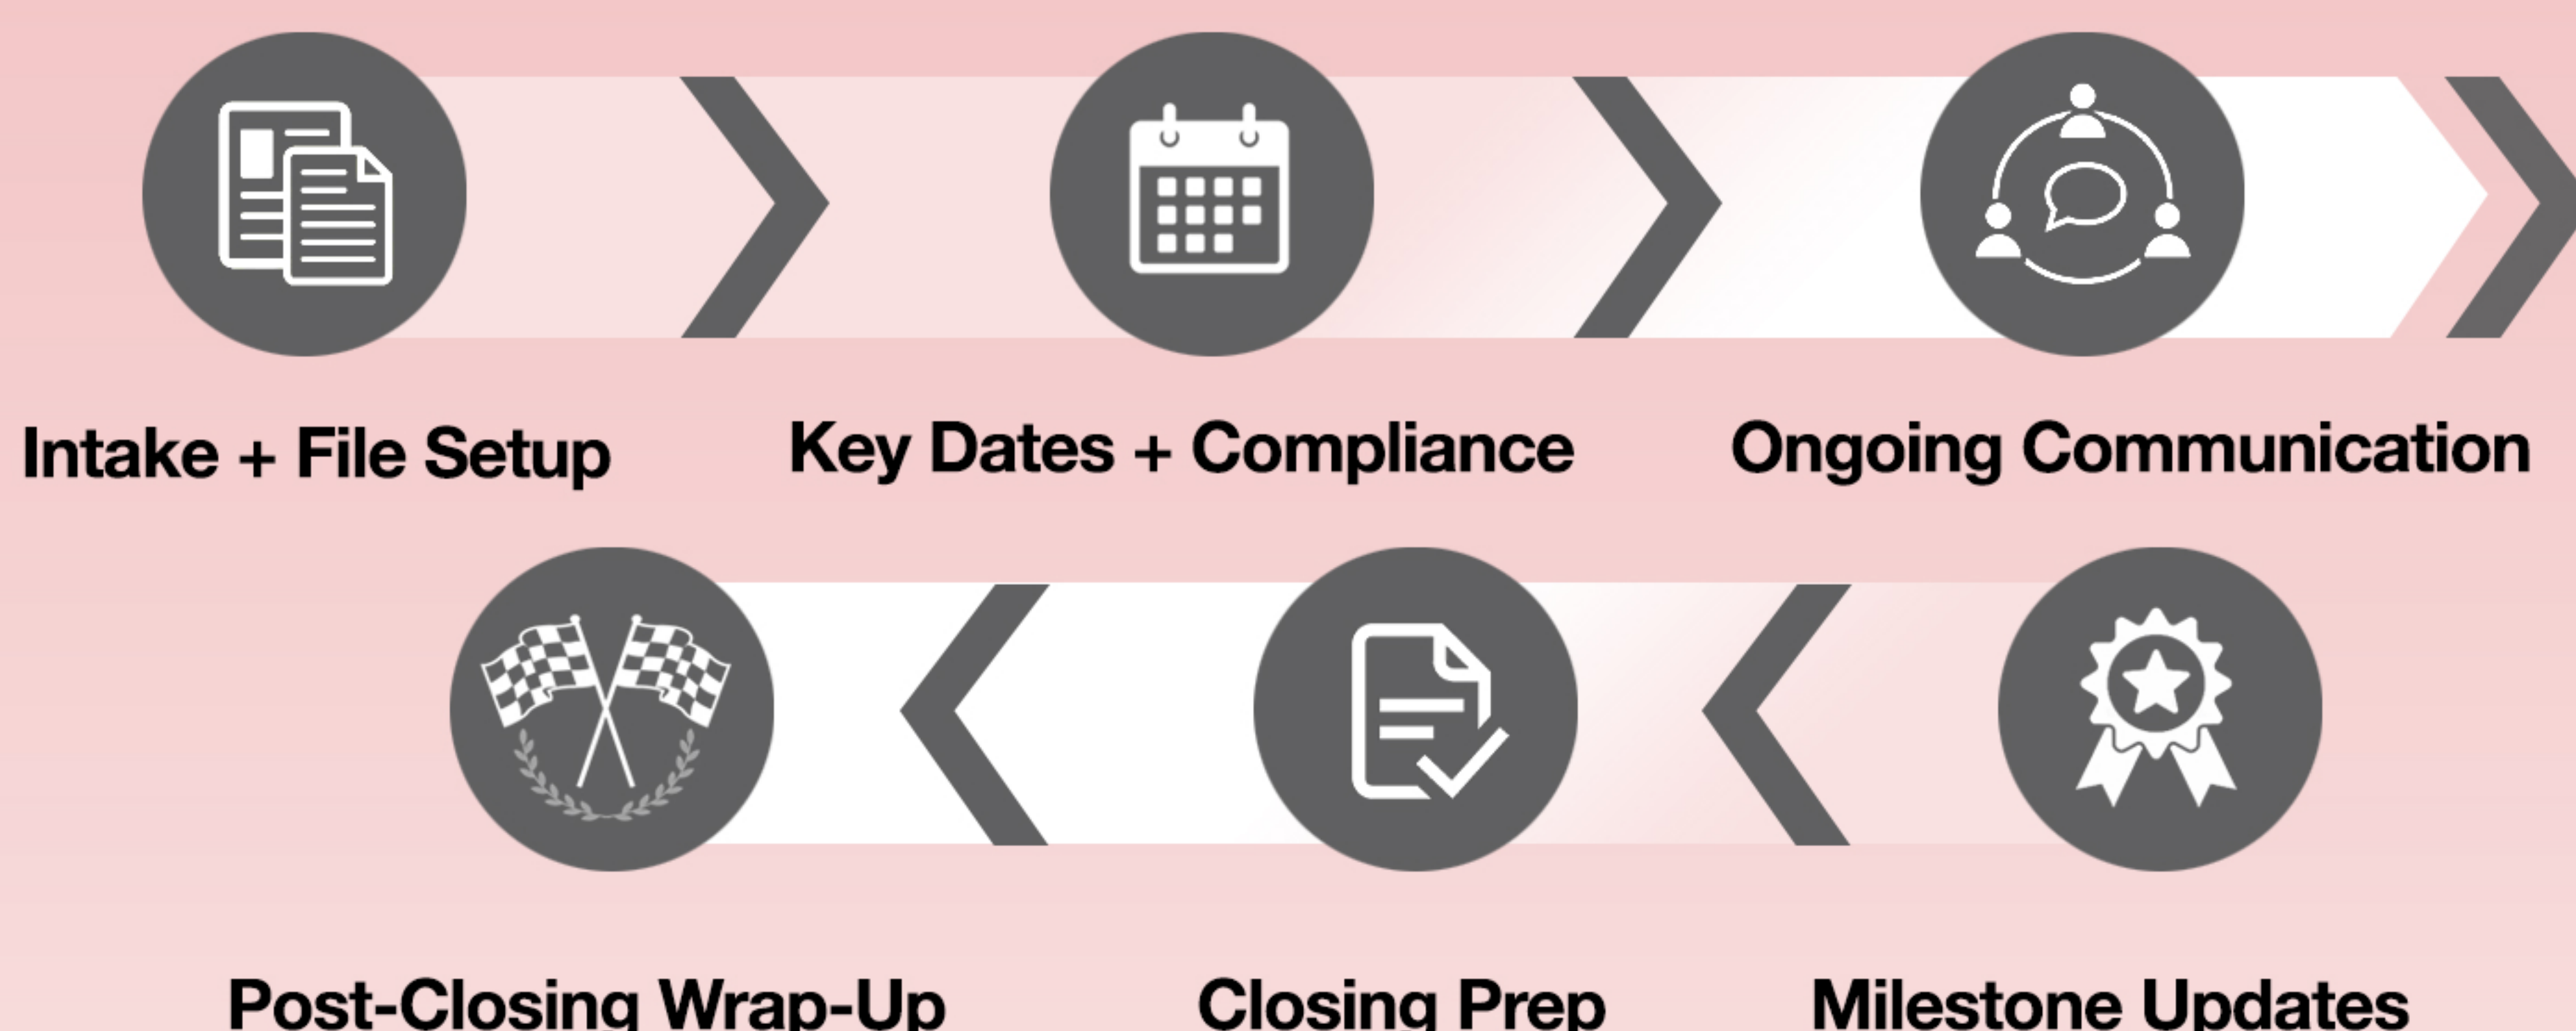 Intake + File Setup
Key Dates + Compliance
Ongoing Communication
Post-Closing Wrap-Up
Closing Prep
Milestone Updates